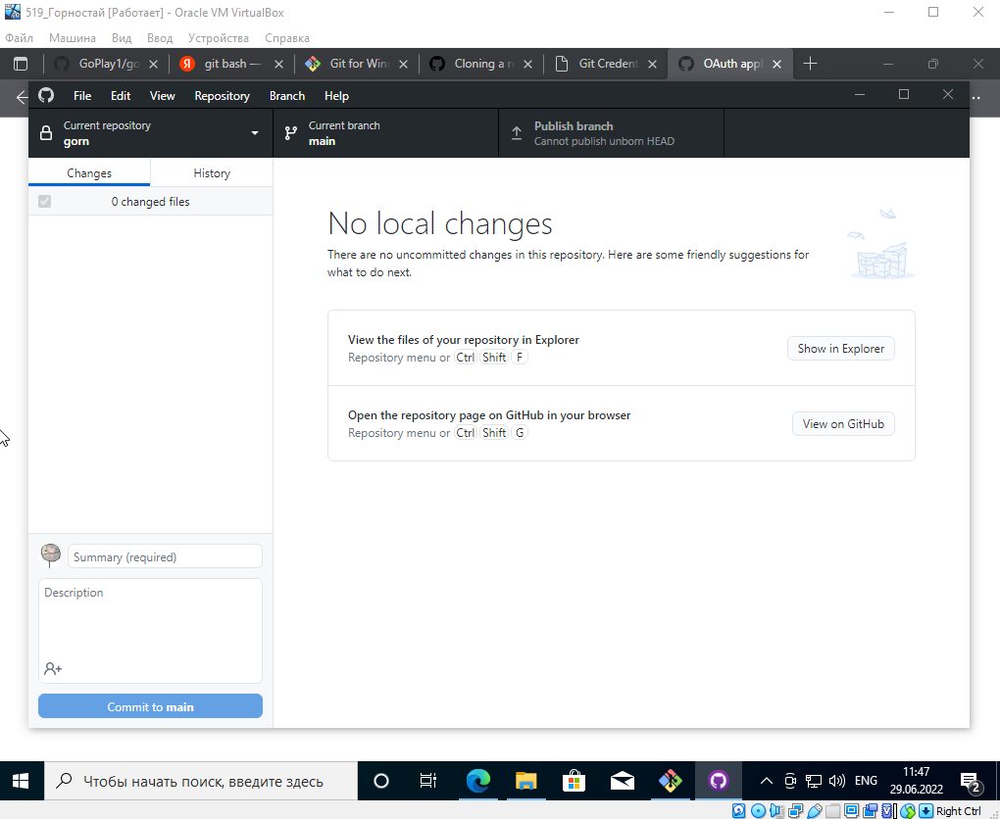 519_Горностай [Работает] - Oracle VM VirtualBox
Файл Машина Вид Ввод Устройства Справка
GoPlay1/go
git bash —
Git for Win
Cloning a re
Git Credent
OAuth appl
File Edit View Repository Branch Help
Current repository
gorn
Current branch
main
Publish branch
Cannot publish unborn HEAD
Changes History
0 changed files
No local changes
There are no uncommitted changes in this repository. Here are some friendly suggestions for
what to do next.
View the files of your repository in Explorer
Repository menu or Ctrl Shift F
Show in Explorer
Open the repository page on GitHub in your browser
Repository menu or Ctrl Shift G
View on GitHub
Summary (required)
Description
Commit to main
Чтобы начать поиск, введите здесь
ENG
11:47
29.06.2022
2
Right Ctrl